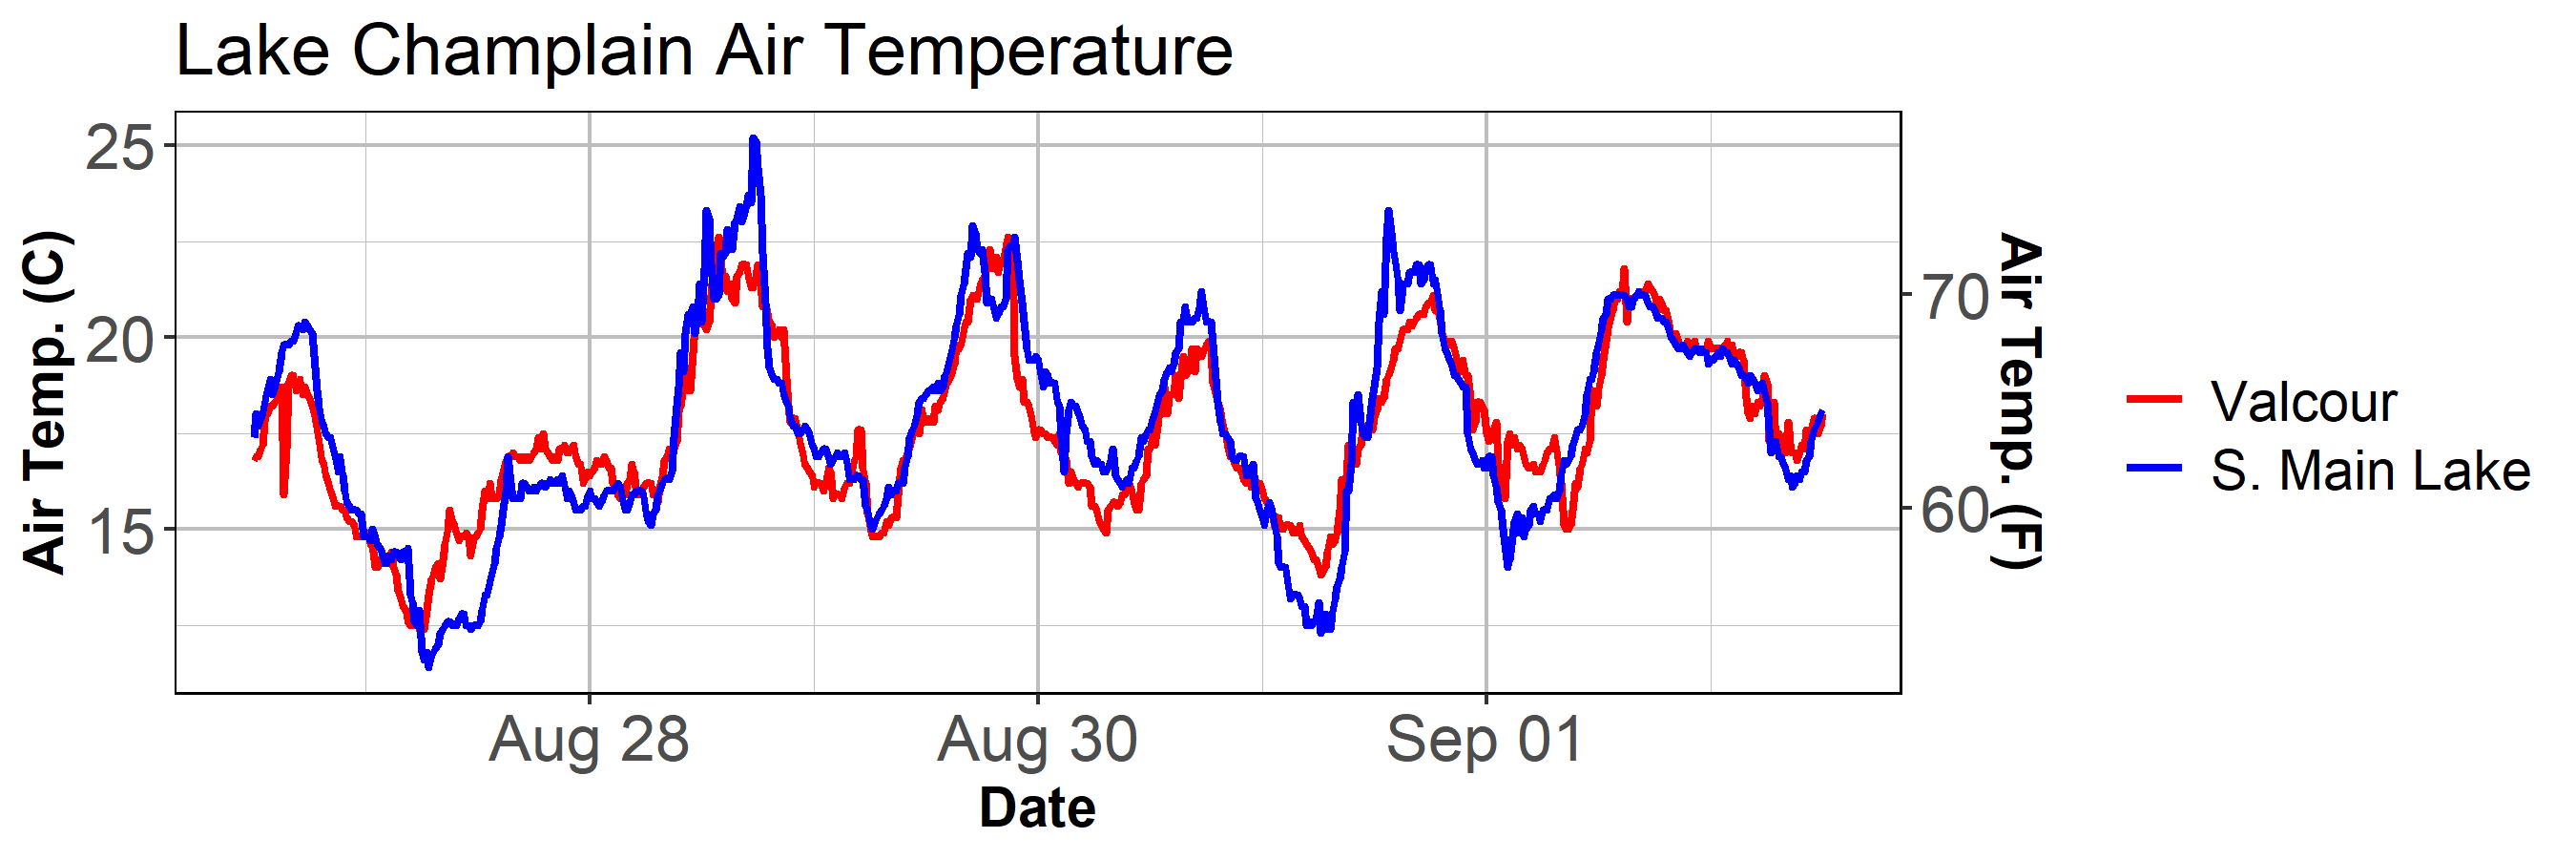 Lake Champlain Air Temperature
25
20
15
Air Temp. (C)
70
60
Air Temp. (F)
Aug 28
Aug 30
Sep 01
Date
Valcour
S. Main Lake